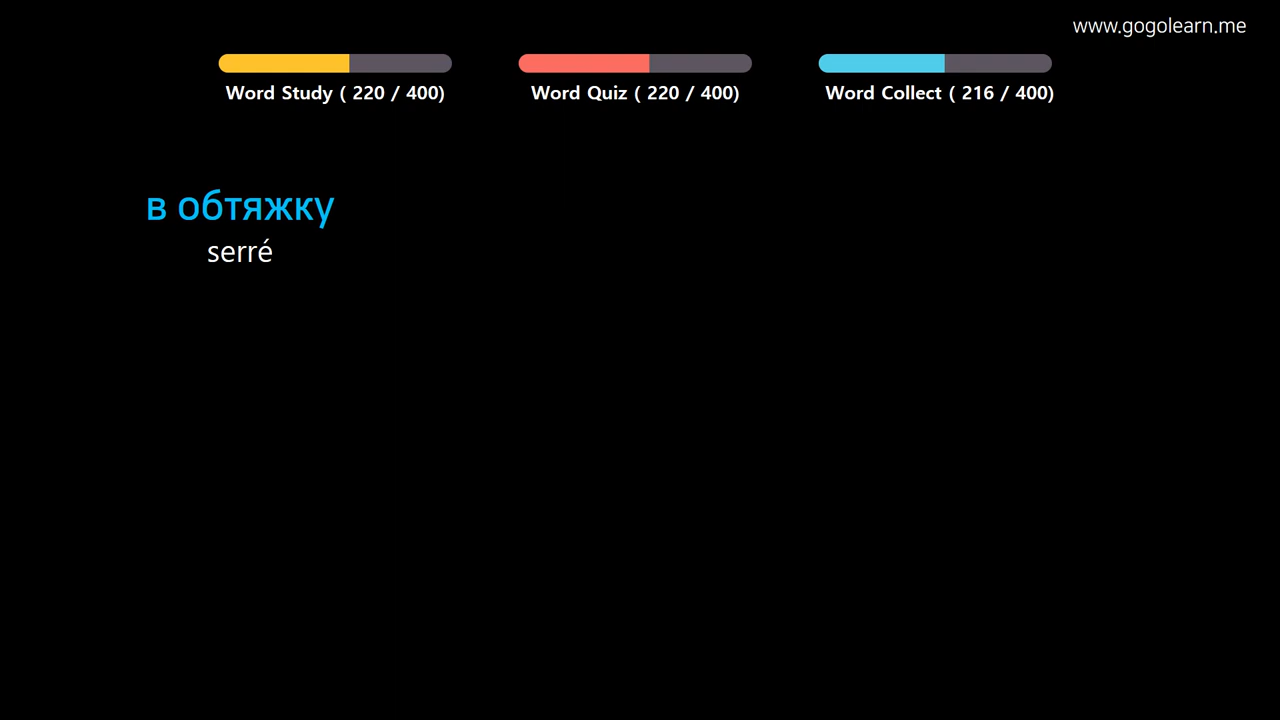 www.gogolearn.me
Word Study ( 220 / 400)
Word Quiz ( 220 / 400)
Word Collect ( 216 / 400)
в обтяжку
serré